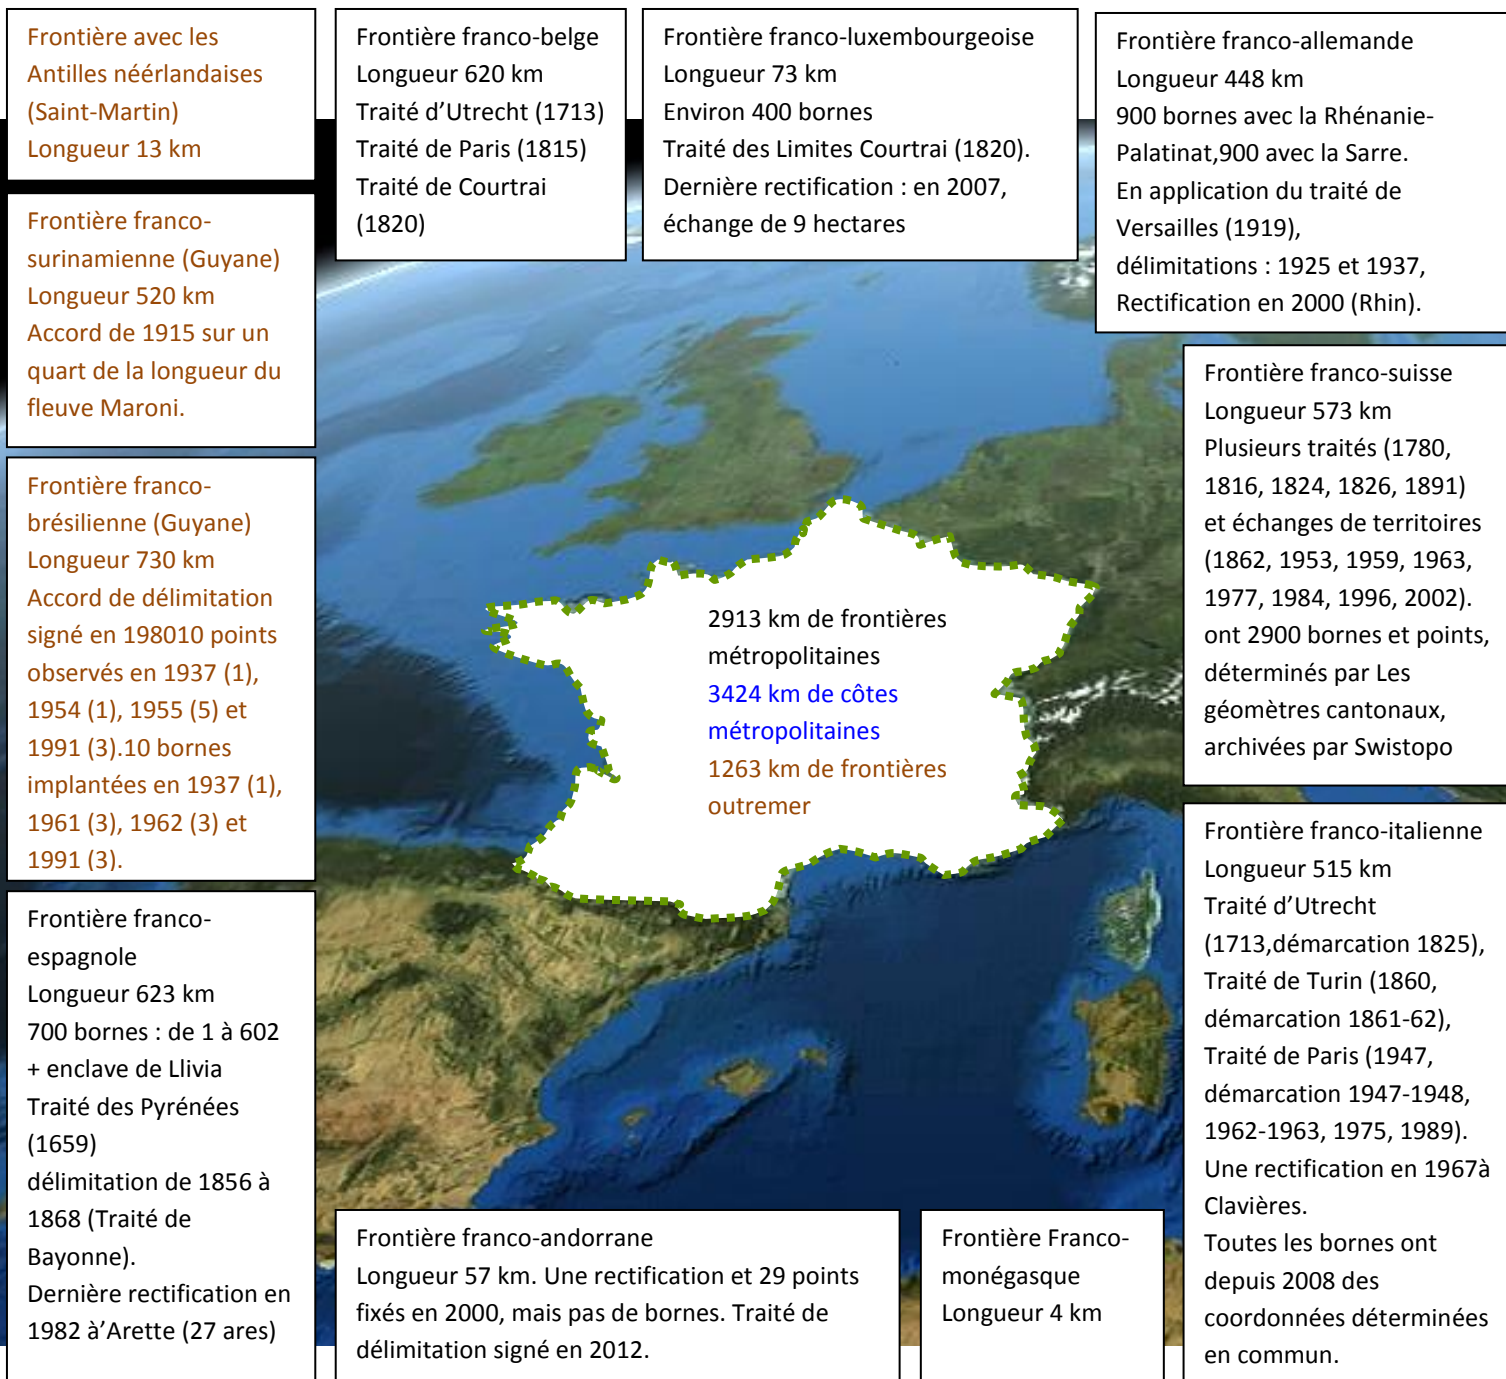 Frontière avec les
Antilles néérlandaises
(Saint-Martin)
Longueur 13 km
Frontière franco-belge
Longueur 620 km
Traité d’Utrecht (1713)
Traité de Paris (1815)
Traité de Courtrai
(1820)
Frontière franco-luxembourgeoise
Longueur 73 km
Environ 400 bornes
Traité des Limites Courtrai (1820).
Dernière rectification : en 2007,
échange de 9 hectares
Frontière franco-allemande
Longueur 448 km
900 bornes avec la Rhénanie-
Palatinat,900 avec la Sarre.
En application du traité de
Versailles (1919),
délimitations : 1925 et 1937,
Rectification en 2000 (Rhin).
Frontière franco-
surinamienne (Guyane)
Longueur 520 km
Accord de 1915 sur un
quart de la longueur du
fleuve Maroni.
Frontière franco-suisse
Longueur 573 km
Plusieurs traités (1780,
1816, 1824, 1826, 1891)
et échanges de territoires
(1862, 1953, 1959, 1963,
1977, 1984, 1996, 2002).
ont 2900 bornes et points,
déterminés par Les
géomètres cantonaux,
archivées par Swistopo
Frontière franco-
brésilienne (Guyane)
Longueur 730 km
Accord de délimitation
signé en 198010 points
observés en 1937 (1),
1954 (1), 1955 (5) et
1991 (3).10 bornes
implantées en 1937 (1),
1961 (3), 1962 (3) et
1991 (3).
2913 km de frontières
métropolitaines
3424 km de côtes
métropolitaines
1263 km de frontières
outremer
Frontière franco-italienne
Longueur 515 km
Traité d’Utrecht
(1713,démarcation 1825),
Traité de Turin (1860,
démarcation 1861-62),
Traité de Paris (1947,
démarcation 1947-1948,
1962-1963, 1975, 1989).
Une rectification en 1967à
Clavières.
Toutes les bornes ont
depuis 2008 des
coordonnées déterminées
en commun.
Frontière franco-
espagnole
Longueur 623 km
700 bornes : de 1 à 602
+ enclave de Llivia
Traité des Pyrénées
(1659)
délimitation de 1856 à
1868 (Traité de
Bayonne).
Dernière rectification en
1982 à’Arette (27 ares)
Frontière franco-andorrane
Longueur 57 km. Une rectification et 29 points
fixés en 2000, mais pas de bornes. Traité de
délimitation signé en 2012.
Frontière Franco-
monégasque
Longueur 4 km